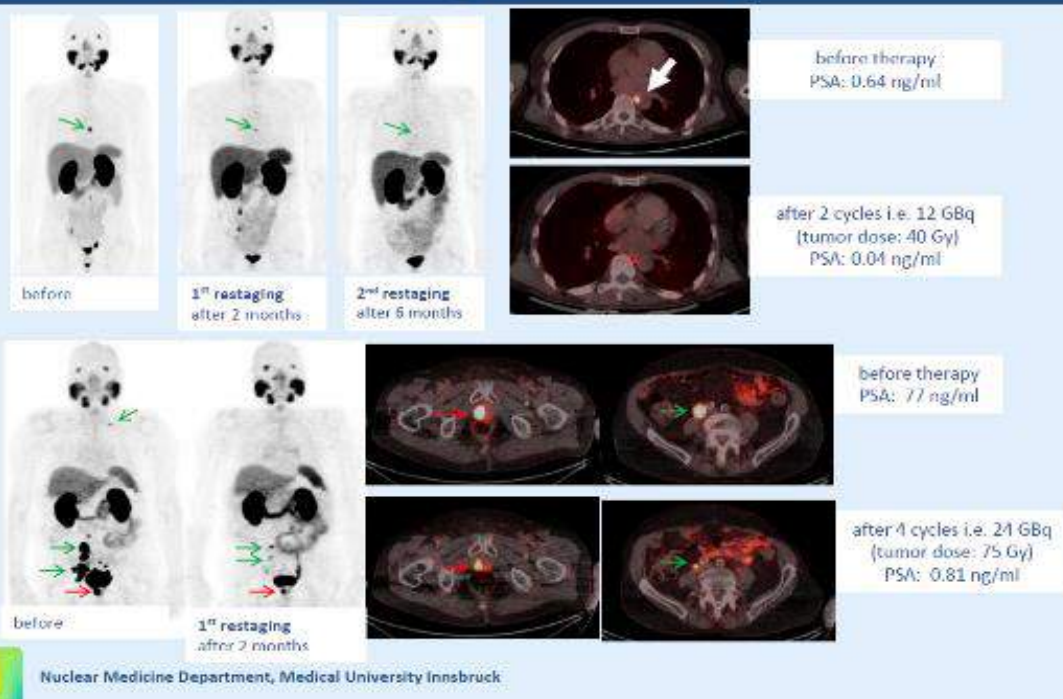 before therapy
PSA: 0.64 ng/ml
after 2 cycles i.e. 12 GBq
(tumor dose: 40 Gy)
PSA: 0.04 ng/ml
before
1st restaging
after 2 months
2nd restaging
after 6 months
before therapy
PSA: 77 ng/ml
after 4 cycles i.e. 24 GBq
(tumor dose: 75 Gy)
PSA: 0.81 ng/ml
before
1st restaging
after 2 months
Nuclear Medicine Department, Medical University Innsbruck